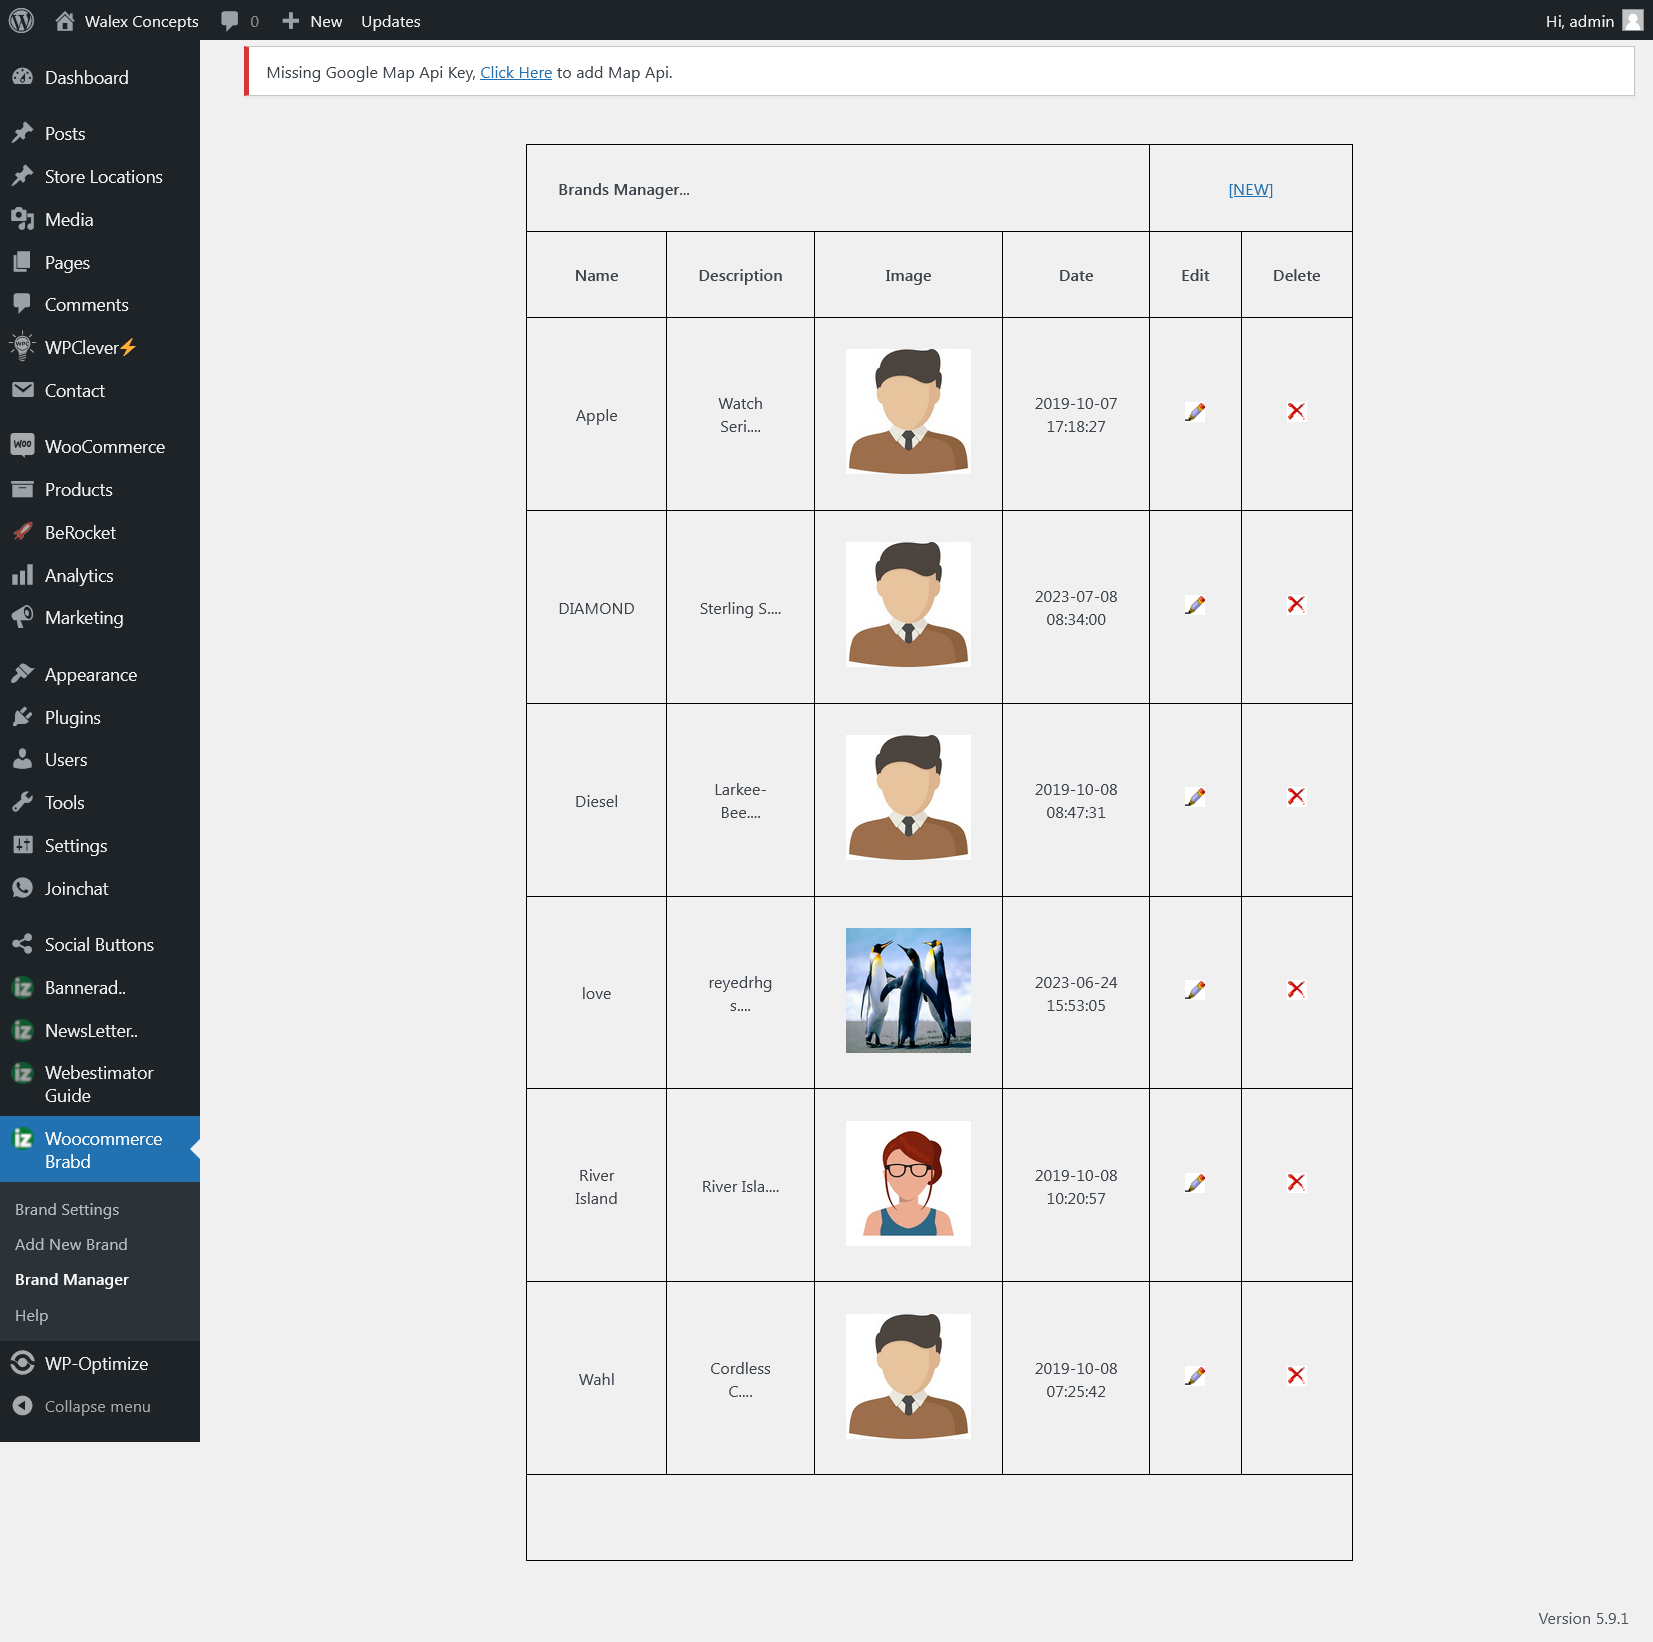 Walex Concepts
0
New
Updates
Hi, admin
Dashboard
Posts
Store Locations
Media
Pages
Comments
WPClever⚡
Contact
WooCommerce
Products
BeRocket
Analytics
Marketing
Appearance
Plugins
Users
Tools
Settings
Joinchat
Social Buttons
Bannerad..
NewsLetter..
Webestimator
Guide
Woocommerce
Brabd
Brand Settings
Add New Brand
Brand Manager
Help
WP-Optimize
Collapse menu
Missing Google Map Api Key, Click Here to add Map Api.
Brands Manager...
[NEW]
Name
Description
Image
Date
Edit
Delete
Apple
Watch
Seri....
2019-10-07
17:18:27
DIAMOND
Sterling S....
2023-07-08
08:34:00
Diesel
Larkee-
Bee....
2019-10-08
08:47:31
love
reyedrhg
s....
2023-06-24
15:53:05
River
Island
River Isla....
2019-10-08
10:20:57
Wahl
Cordless
C....
2019-10-08
07:25:42
Version 5.9.1